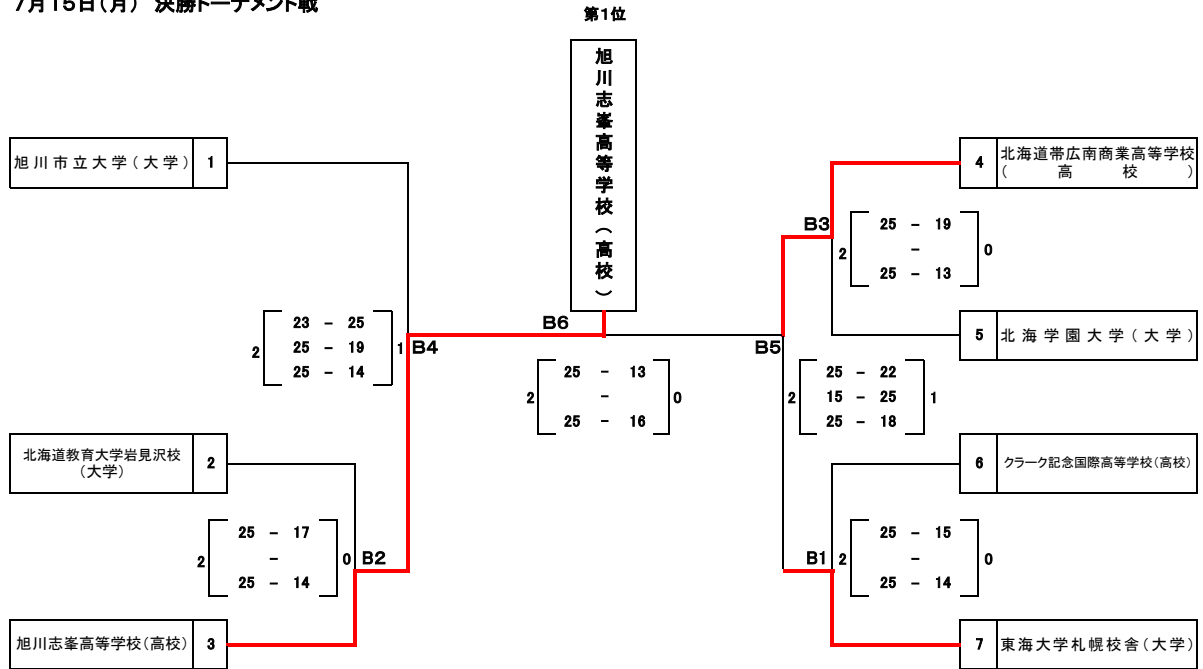 7月15日(月) 決勝トーナメント戦
第1位
旭川志峯高等学校(高校)
旭川市立大学(大学) 1
4 北海道帯広南商業高等学校
(高校)
B3
25 - 19
2 - 0
25 - 13
B6
23 - 25
2 25 - 19 1 B4
25 - 14
B5
5 北海学園大学(大学)
25 - 13
2 - 0
25 - 16
25 - 22
2 15 - 25 1
25 - 18
北海道教育大学岩見沢校
(大学)
2
6 クラーク記念国際高等学校(高校)
25 - 17
2 - 0 B2
25 - 14
B1
25 - 15
2 - 0
25 - 14
旭川志峯高等学校(高校) 3
7 東海大学札幌校舎(大学)